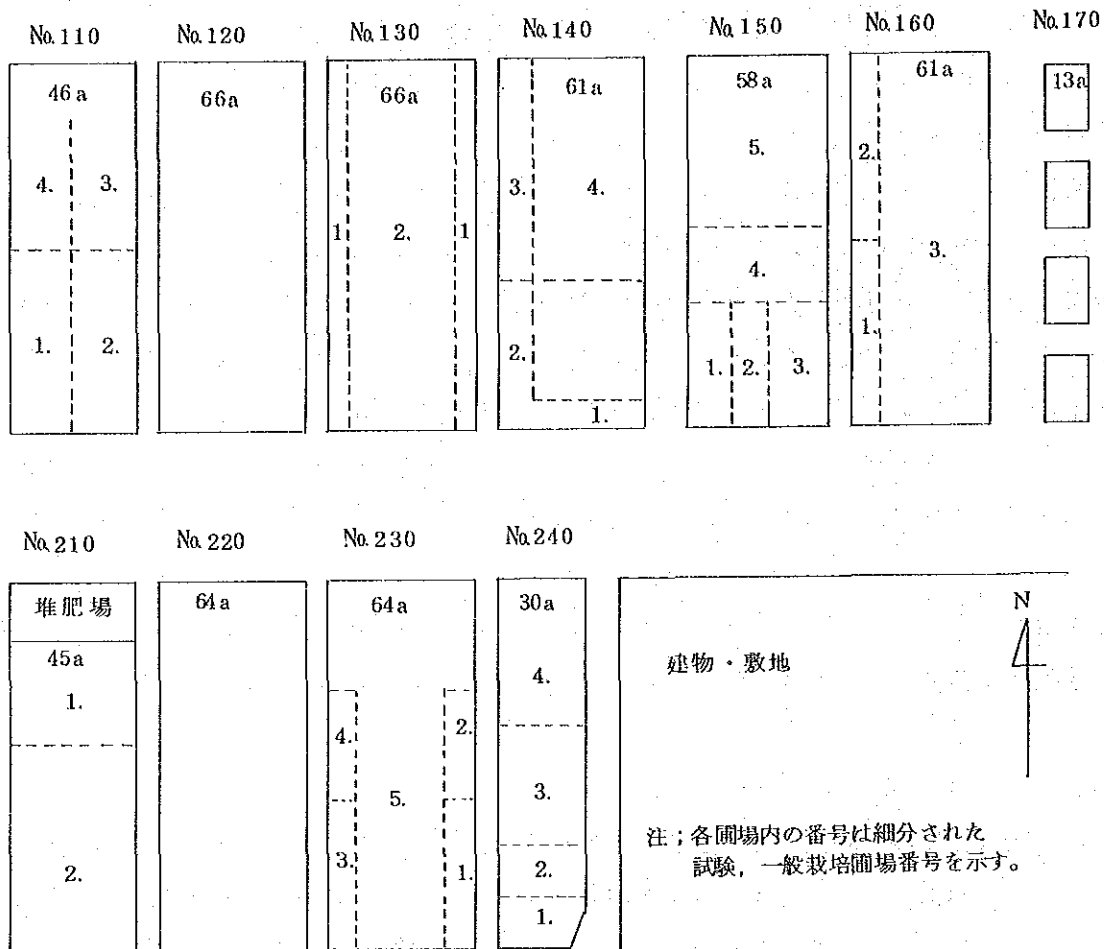 No.110 No.120 No.130 No.140 No.150 No.160 No.170
46a 66a 66a 61a 58a 61a 13a
4. 3.
1. 2.
1 2. 1
3. 4.
2.
1.
5.
4.
1. 2. 3.
2.
3.
1.
No.210 No.220 No.230 No.240
堆肥場 64a 64a 30a
45a
1.
2.
4. 2.
5.
3. 1.
4.
3.
2.
1.
建物・敷地
N
注；各圃場内の番号は細分された
試験，一般栽培圃場番号を示す。